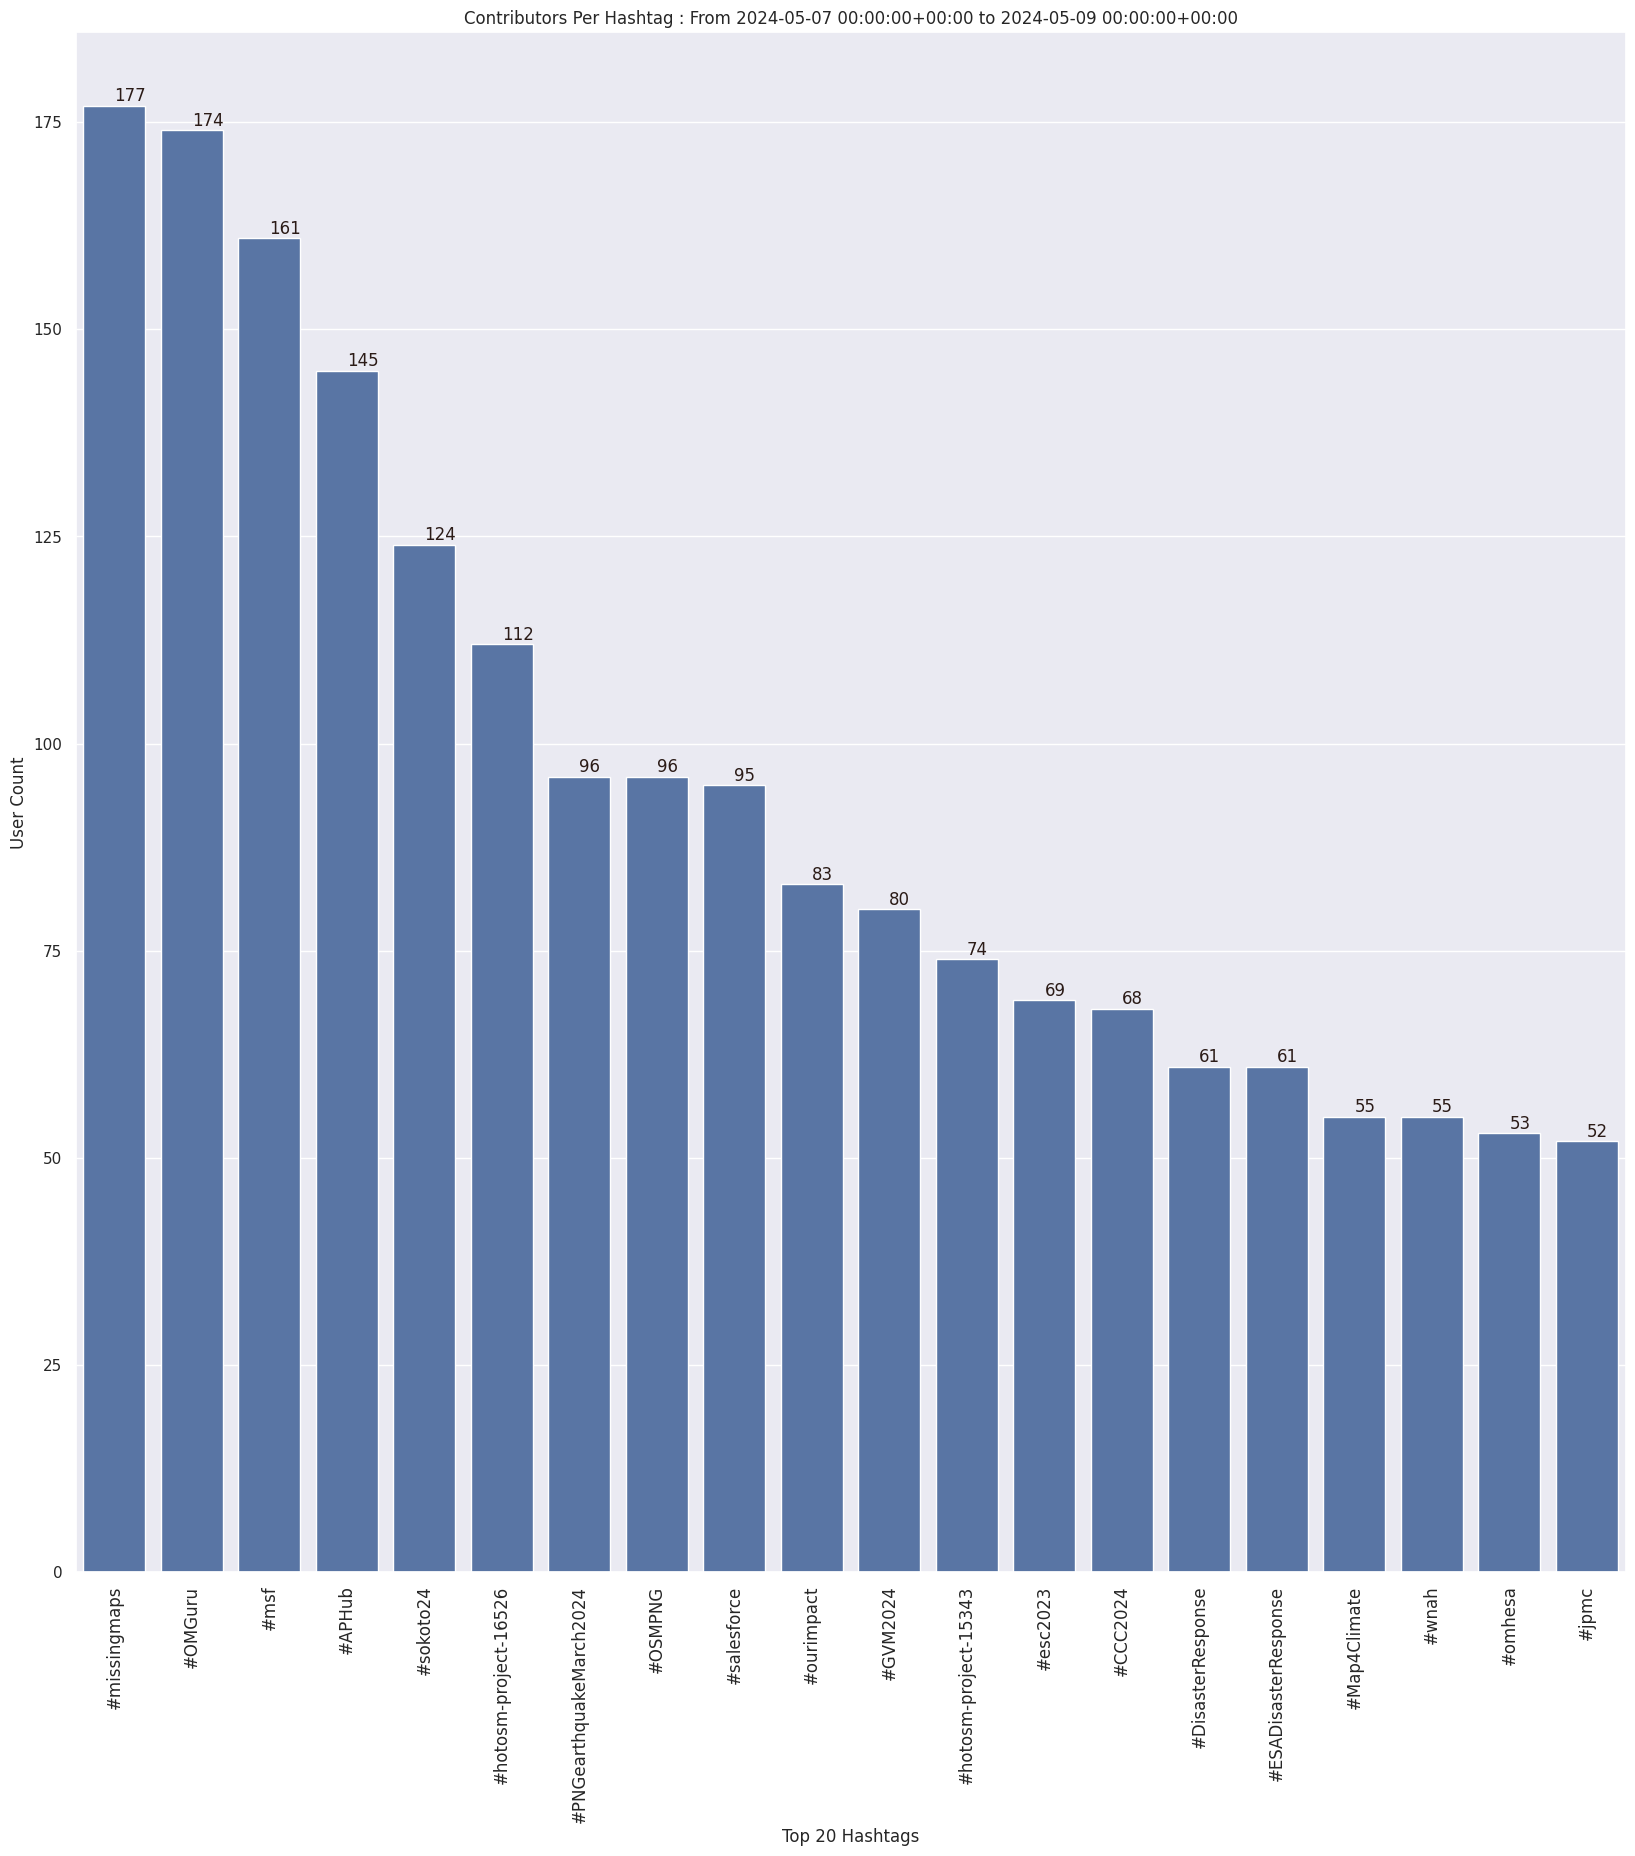 Contributors Per Hashtag : From 2024-05-07 00:00:00+00:00 to 2024-05-09 00:00:00+00:00
User Count
175
150
125
100
75
50
25
0
177
174
161
145
124
112
96
96
95
83
80
74
69
68
61
61
55
55
53
52
#missingmaps
#OMGuru
#msf
#APHub
#sokoto24
#hotosm-project-16526
#PNGearthquakeMarch2024
#OSMPNG
#salesforce
#ourimpact
#GVM2024
#hotosm-project-15343
#esc2023
#CCC2024
#DisasterResponse
#ESADisasterResponse
#Map4Climate
#wnah
#omhesa
#jpmc
Top 20 Hashtags